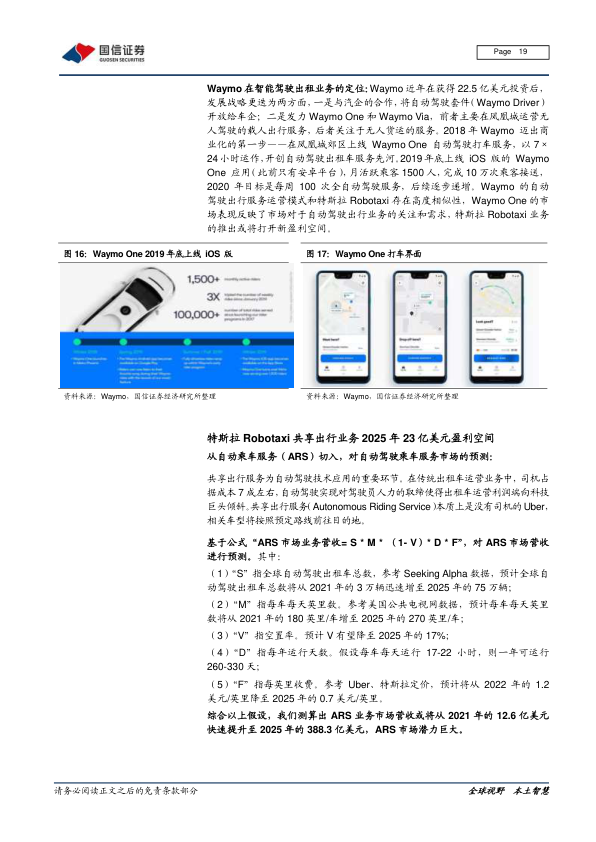 国信证券
GUOSEN SECURITIES
Page 19
Waymo 在智能驾驶出租业务的定位：Waymo 近年在获得 22.5 亿美元投资后，
发展战略更迭为两方面，一是与汽企的合作，将自动驾驶套件（Waymo Driver）
开放给车企；二是发力 Waymo One 和 Waymo Via，前者主要在凤凰城运营无
人驾驶的载人出行服务，后者关注于无人货运的服务。2018 年 Waymo 迈出商
业化的第一步——在凤凰城郊区上线 Waymo One 自动驾驶打车服务，以 7×
24 小时运作，开创自动驾驶出租车服务先河。2019 年底上线 iOS 版的 Waymo
One 应用（此前只有安卓平台），月活跃乘客 1500 人，完成 10 万次乘客接送，
2020 年目标是每周 100 次全自动驾驶服务，后续逐步递增。Waymo 的自动
驾驶出行服务运营模式和特斯拉 Robotaxi 存在高度相似性，Waymo One 的市
场表现反映了市场对于自动驾驶出行业务的关注和需求，特斯拉 Robotaxi 业务
的推出或将打开新盈利空间。
图 16：Waymo One 2019 年底上线 iOS 版
图 17：Waymo One 打车界面
1,500+ monthly active riders
3X
100,000+
资料来源：Waymo，国信证券经济研究所整理
资料来源：Waymo、国信证券经济研究所整理
特斯拉 Robotaxi 共享出行业务 2025 年 23 亿美元盈利空间
从自动乘车服务（ARS）切入，对自动驾驶乘车服务市场的预测：
共享出行服务为自动驾驶技术应用的重要环节。在传统出租车运营业务中，司机占
据成本 7 成左右，自动驾驶实现对驾驶员人力的取缔使得出租车运营利润端向科技
巨头倾斜。共享出行服务（Autonomous Riding Service）本质上是没有司机的 Uber，
相关车型将按照预定路线前往目的地。
基于公式 “ARS 市场业务营收= S * M * （1- V）* D * F”，对 ARS 市场营收
进行预测。其中：
（1）“S” 指全球自动驾驶出租车总数，参考 Seeking Alpha 数据，预计全球自
动驾驶出租车总数将从 2021 年的 3 万辆迅速增至 2025 年的 75 万辆；
（2）“M” 指每车每天英里数。参考美国公共电视网数据，预计每车每天英里
数将从 2021 年的 180 英里/车增至 2025 年的 270 英里/车；
（3）“V” 指空置率。预计 V 有望降至 2025 年的 17%；
（4）“D” 指每年运行天数。假设每车每天运行 17-22 小时，则一年可运行
260-330 天；
（5）“F” 指每英里收费。参考 Uber、特斯拉定价，预计将从 2022 年的 1.2
美元/英里降至 2025 年的 0.7 美元/英里。
综合以上假设，我们测算出 ARS 业务市场营收或将从 2021 年的 12.6 亿美元
快速提升至 2025 年的 388.3 亿美元，ARS 市场潜力巨大。
请务必阅读正文之后的免责条款部分
全球视野 本土智慧